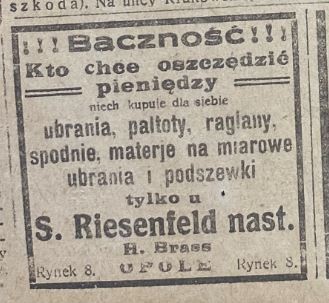 szkoda). Na ulicy
!!! Baczność!!!
Kto chce oszczędzić
pieniędzy
niech kupuje dla siebie
ubrania, paltoty, raglany,
spodnie, materje na miarowe
ubrania i podszewki
tylko u
S. Riesenfeld nast.
H. Brass
Rynek 8. OPOLE Rynek 8.